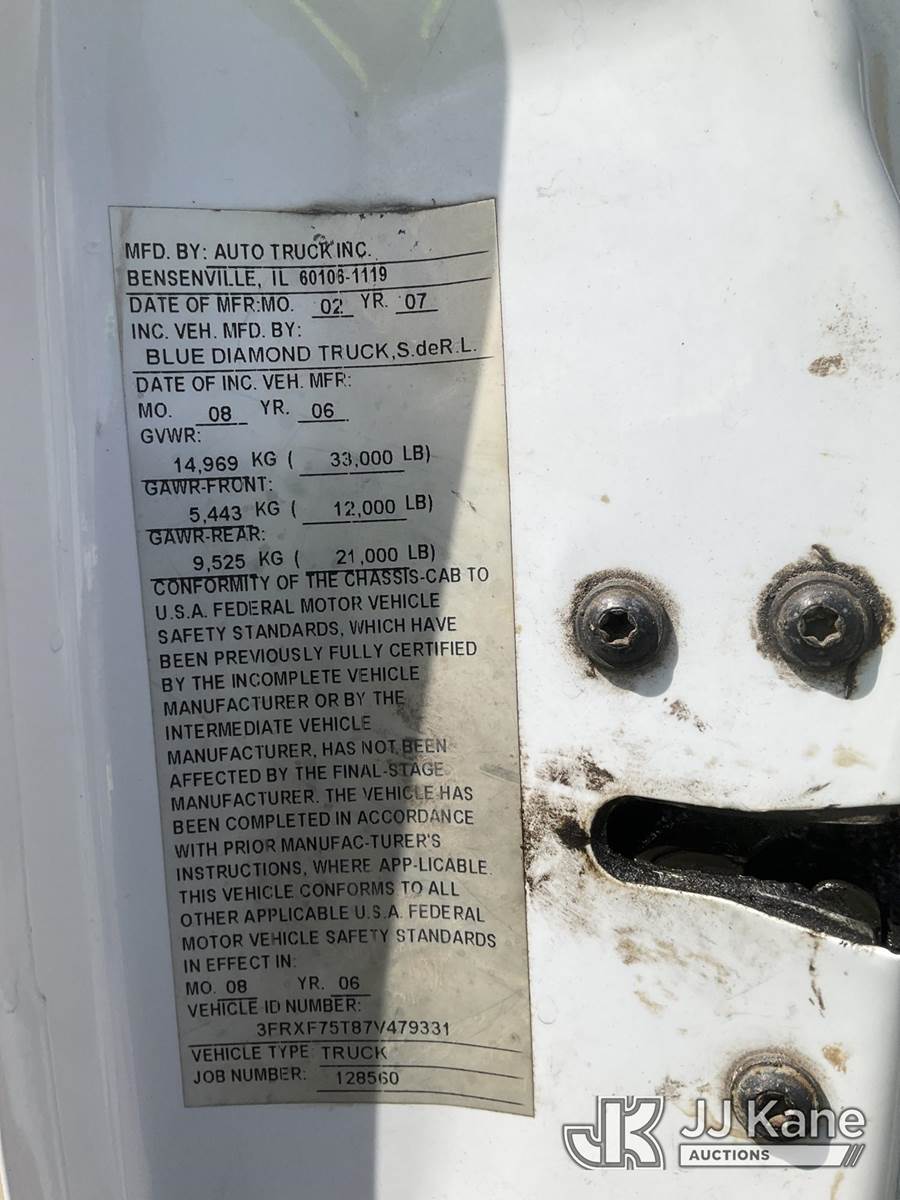 MFD. BY: AUTO TRUCK INC.
BENSENVILLE, IL 60106-1119
DATE OF MFR:MO. 02 YR. 07
INC. VEH. MFD. BY:
BLUE DIAMOND TRUCK,S.deR.L.
DATE OF INC. VEH. MFR:
MO. 08 YR. 06
GVWR:
14,969 KG ( 33,000 LB)
GAWR-FRONT:
5,443 KG ( 12,000 LB)
GAWR-REAR:
9,525 KG ( 21,000 LB)
CONFORMITY OF THE CHASSIS-CAB TO
U.S.A. FEDERAL MOTOR VEHICLE
SAFETY STANDARDS, WHICH HAVE
BEEN PREVIOUSLY FULLY CERTIFIED
BY THE INCOMPLETE VEHICLE
MANUFACTURER OR BY THE
INTERMEDIATE VEHICLE
MANUFACTURER, HAS NOT BEEN
AFFECTED BY THE FINAL-STAGE
MANUFACTURER. THE VEHICLE HAS
BEEN COMPLETED IN ACCORDANCE
WITH PRIOR MANUFAC-TURER'S
INSTRUCTIONS, WHERE APP-LICABLE.
THIS VEHICLE CONFORMS TO ALL
OTHER APPLICABLE U.S.A. FEDERAL
MOTOR VEHICLE SAFETY STANDARDS
IN EFFECT IN:
MO. 08 YR. 06
VEHICLE ID NUMBER:
3FRXF75T87V479331
VEHICLE TYPE TRUCK
JOB NUMBER: 128560
JK JJ Kane
AUCTIONS